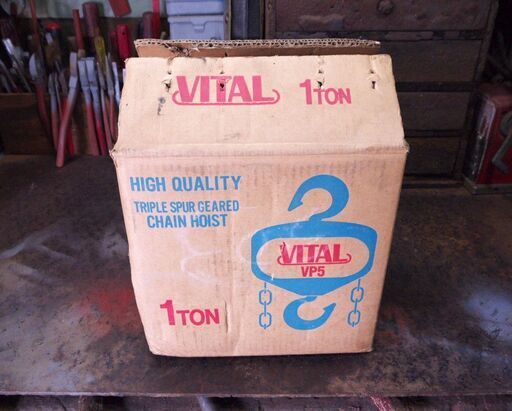 VITAL 1TON
HIGH QUALITY
TRIPLE SPUR GEARED
CHAIN HOIST
VITAL
VP5
1TON